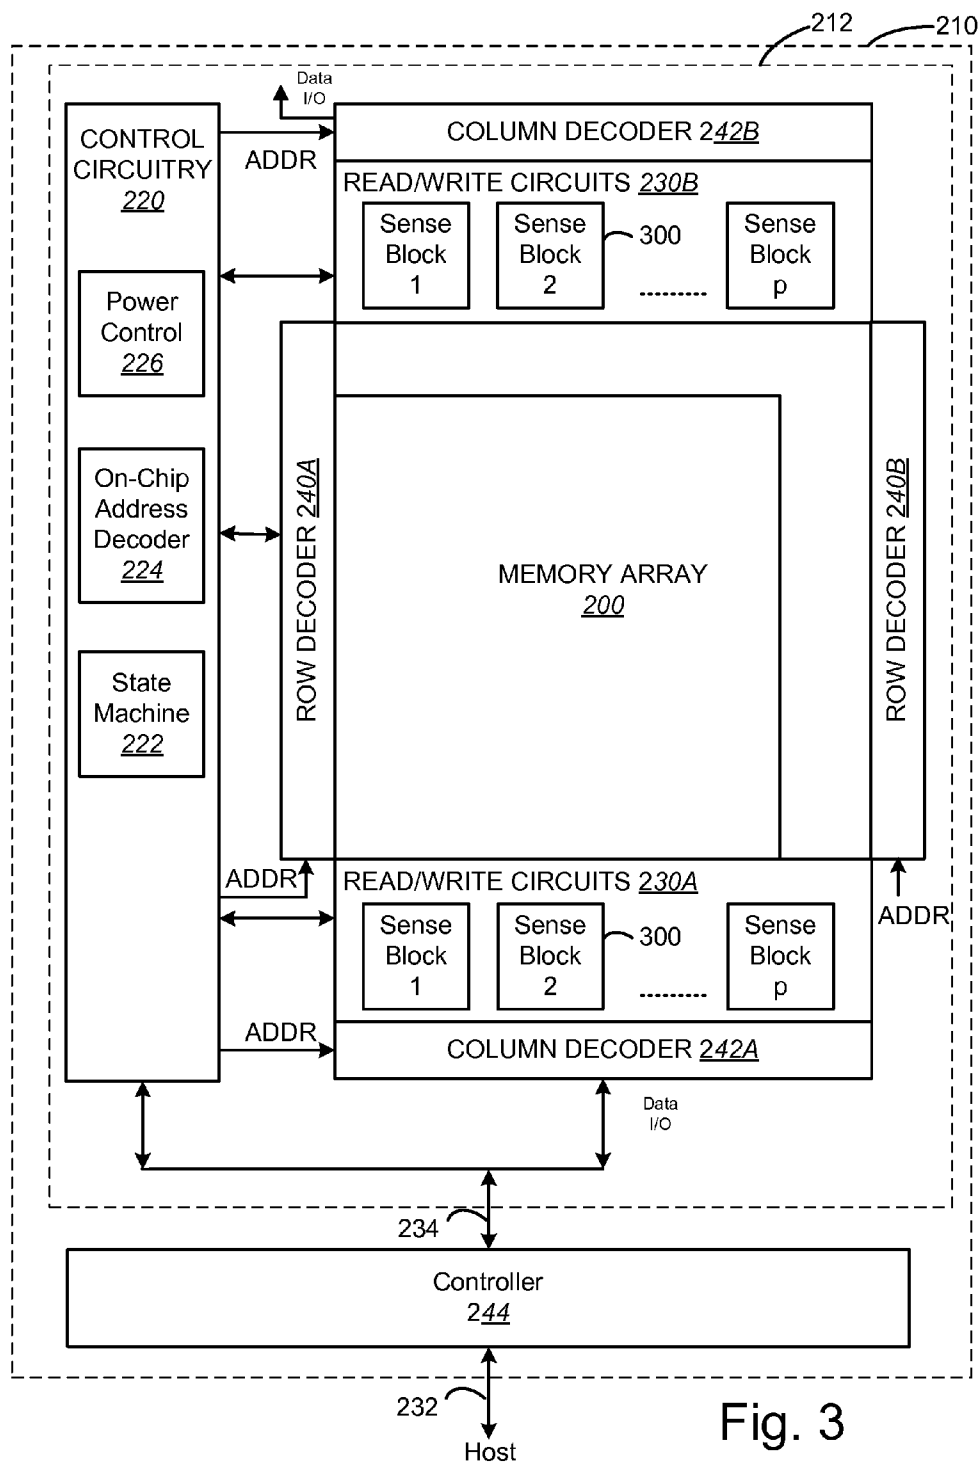 212
210
Data
I/O
CONTROL
CIRCUITRY
220
ADDR
COLUMN DECODER 242B
READ/WRITE CIRCUITS 230B
Sense
Block
1
Sense
Block
2
300
..........
Sense
Block
p
Power
Control
226
On-Chip
Address
Decoder
224
State
Machine
222
ROW DECODER 240A
MEMORY ARRAY
200
ROW DECODER 240B
ADDR
READ/WRITE CIRCUITS 230A
ADDR
Sense
Block
1
Sense
Block
2
300
..........
Sense
Block
p
ADDR
COLUMN DECODER 242A
Data
I/O
234
Controller
244
232
Host
Fig. 3